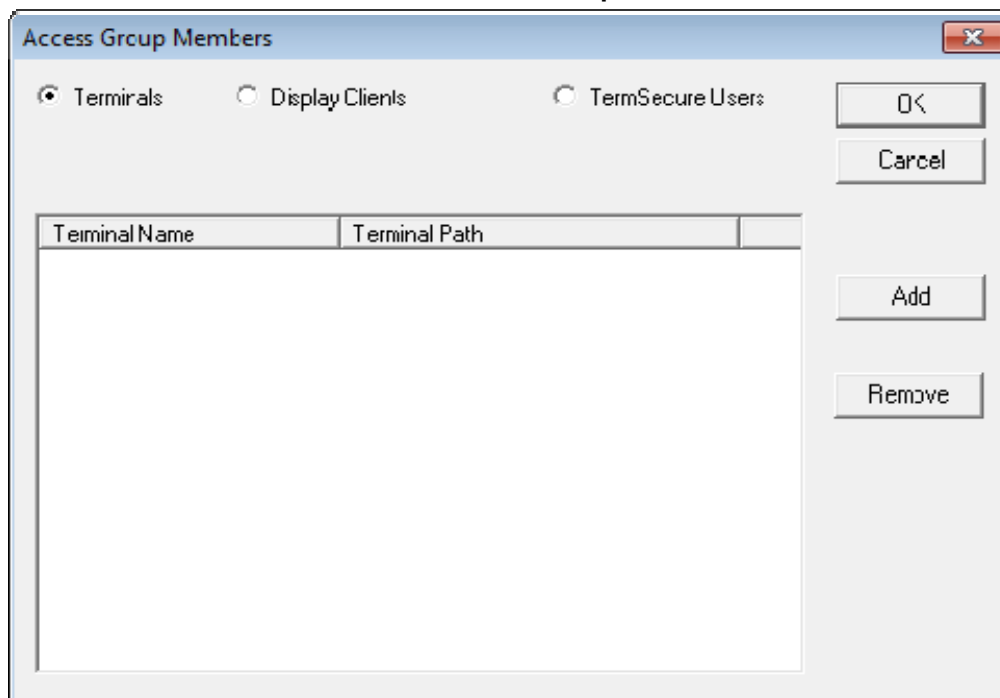 Access Group Members
Terminals
Display Clients
TermSecure Users
OK
Cancel
Terminal Name
Terminal Path
Add
Remove